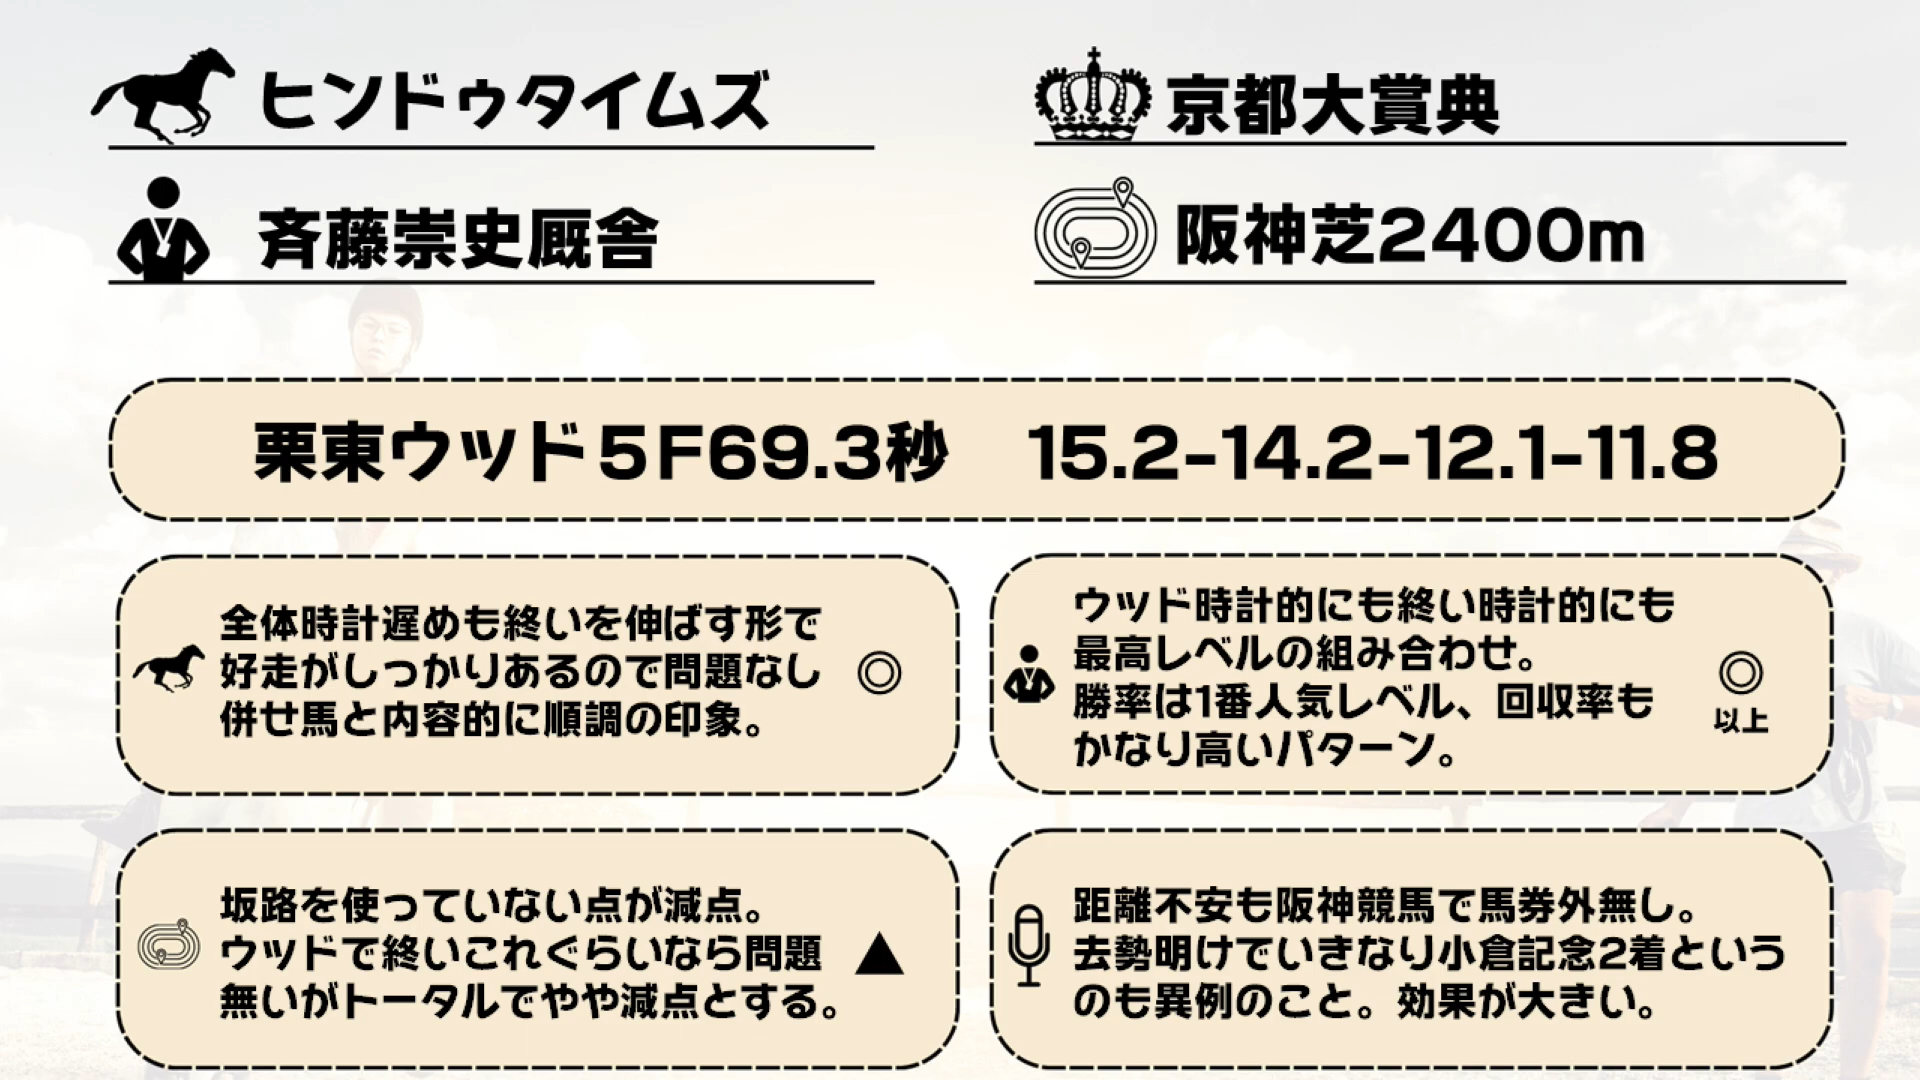 ヒンドゥタイムズ
京都大賞典
斉藤崇史厩舎
阪神芝2400m
栗東ウッド5F69.3秒　15.2-14.2-12.1-11.8
全体時計遅めも終いを伸ばす形で
好走がしっかりあるので問題なし
併せ馬と内容的に順調の印象。
◎
ウッド時計的にも終い時計的にも
最高レベルの組み合わせ。
勝率は1番人気レベル、回収率も
かなり高いパターン。
◎
以上
坂路を使っていない点が減点。
ウッドで終いこれぐらいなら問題
無いがトータルでやや減点とする。
▲
距離不安も阪神競馬で馬券外無し。
去勢明けでいきなり小倉記念2着という
のも異例のこと。効果が大きい。